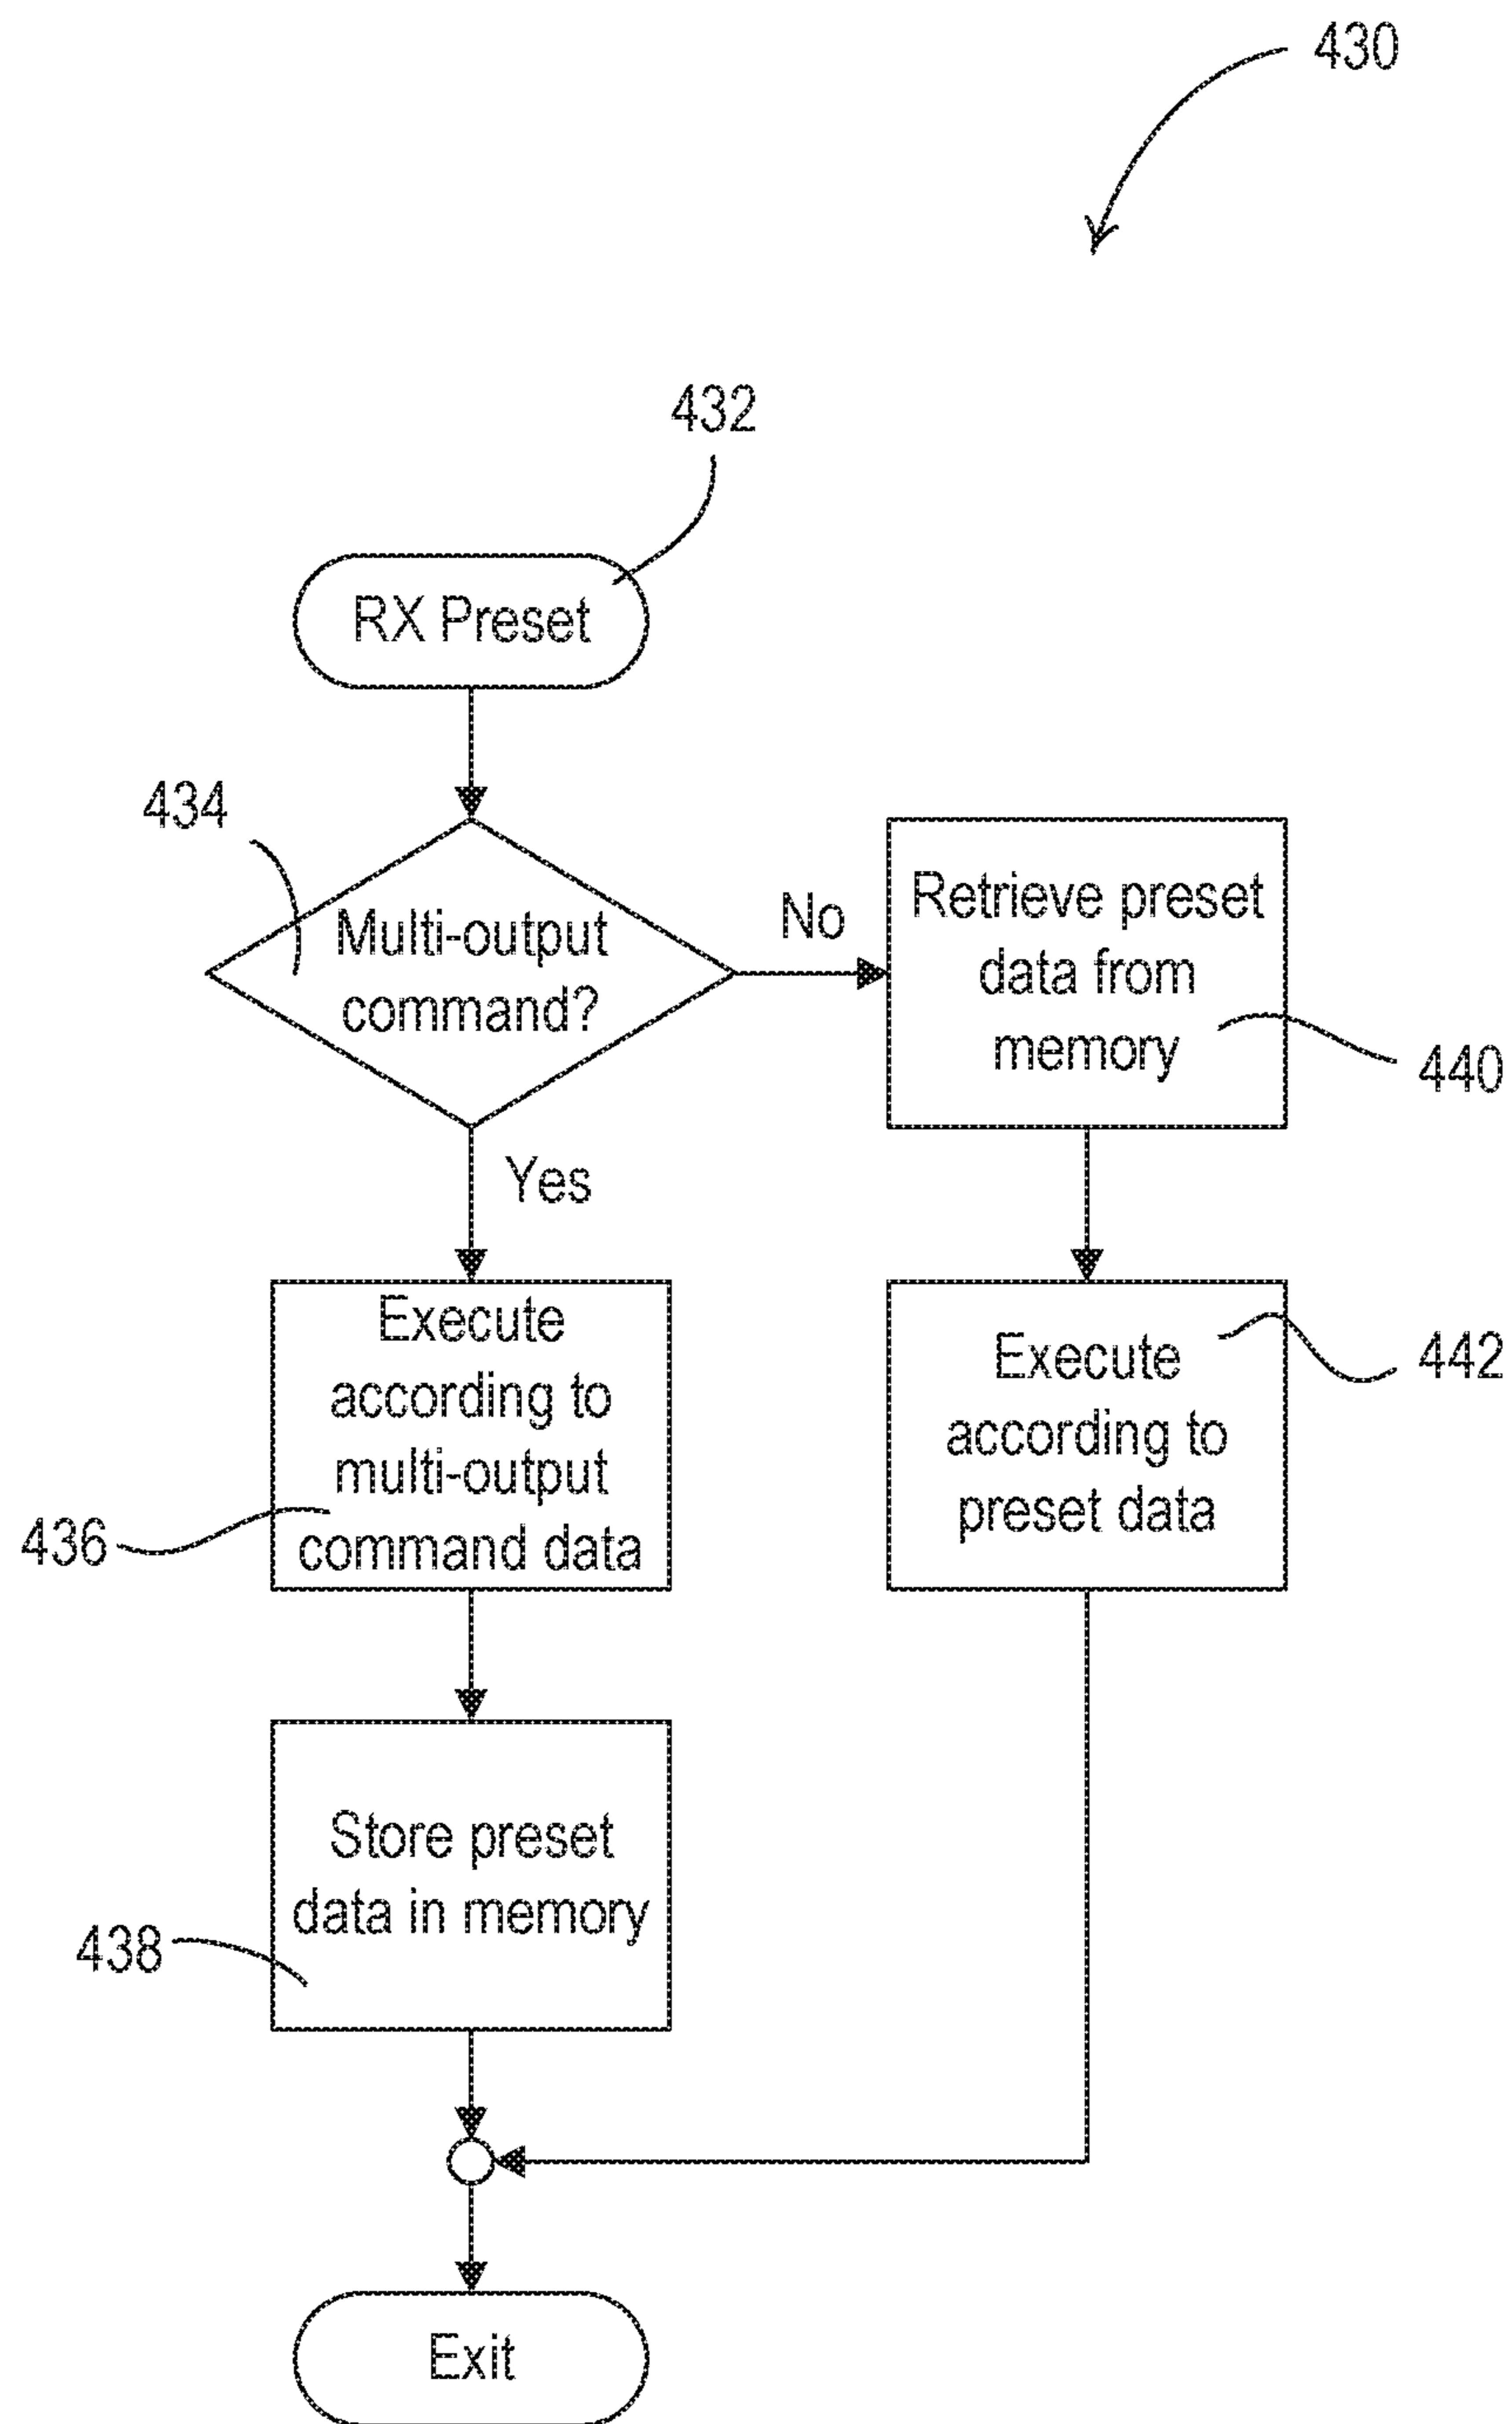 430
432
RX Preset
434
Multi-output
command?
No
Retrieve preset
data from
memory
440
Yes
Execute
according to
multi-output
command data
436
Execute
according to
preset data
442
Store preset
data in memory
438
Exit